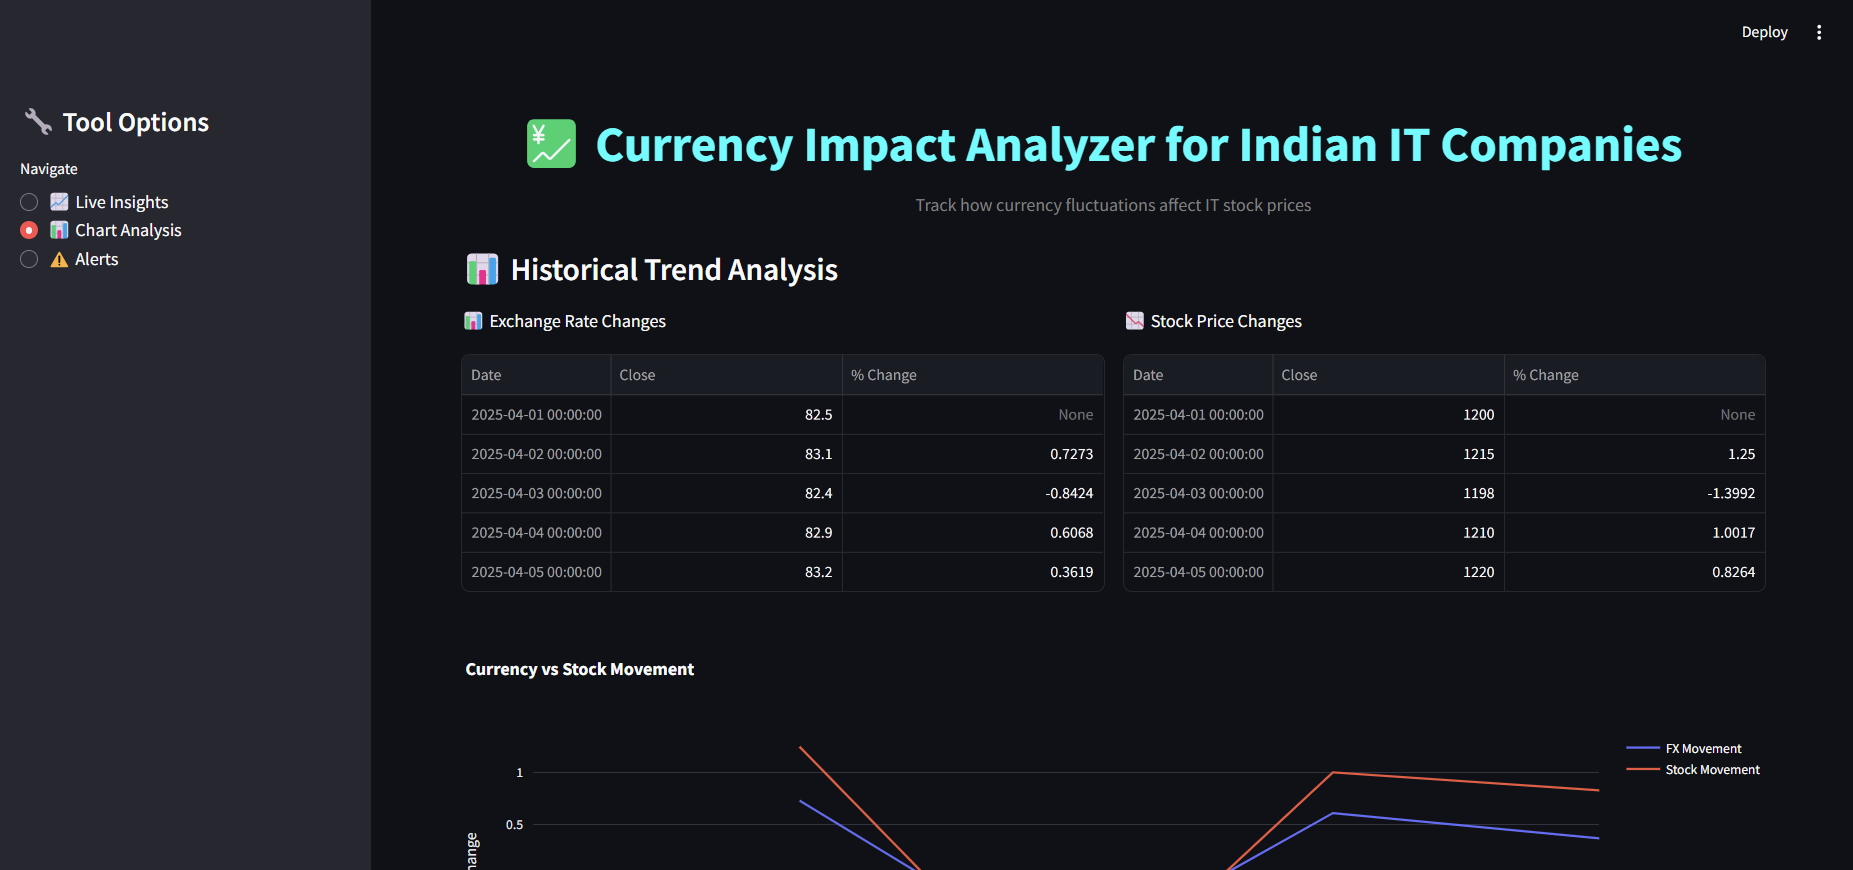 Deploy
Tool Options
Navigate
Live Insights
Chart Analysis
Alerts
Currency Impact Analyzer for Indian IT Companies
Track how currency fluctuations affect IT stock prices
Historical Trend Analysis
Exchange Rate Changes
Date Close % Change
2025-04-01 00:00:00 82.5 None
2025-04-02 00:00:00 83.1 0.7273
2025-04-03 00:00:00 82.4 -0.8424
2025-04-04 00:00:00 82.9 0.6068
2025-04-05 00:00:00 83.2 0.3619
Stock Price Changes
Date Close % Change
2025-04-01 00:00:00 1200 None
2025-04-02 00:00:00 1215 1.25
2025-04-03 00:00:00 1198 -1.3992
2025-04-04 00:00:00 1210 1.0017
2025-04-05 00:00:00 1220 0.8264
Currency vs Stock Movement
FX Movement
Stock Movement
1
0.5
hange